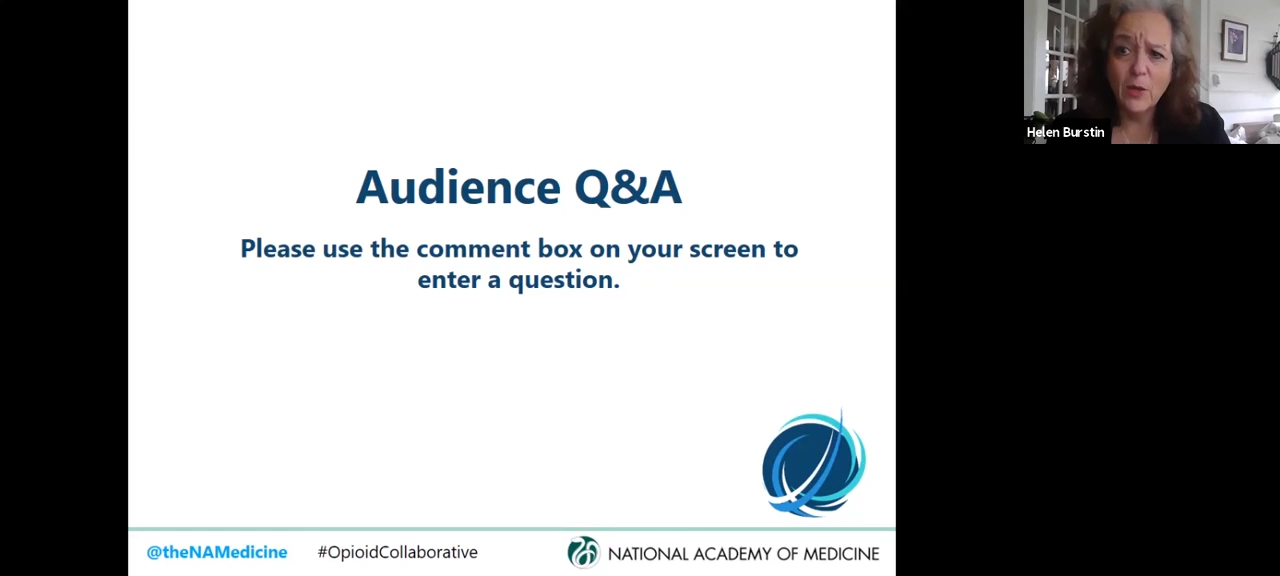 Audience Q&A
Please use the comment box on your screen to
enter a question.
@theNAMedicine #OpioidCollaborative NATIONAL ACADEMY OF MEDICINE
Helen Burstin